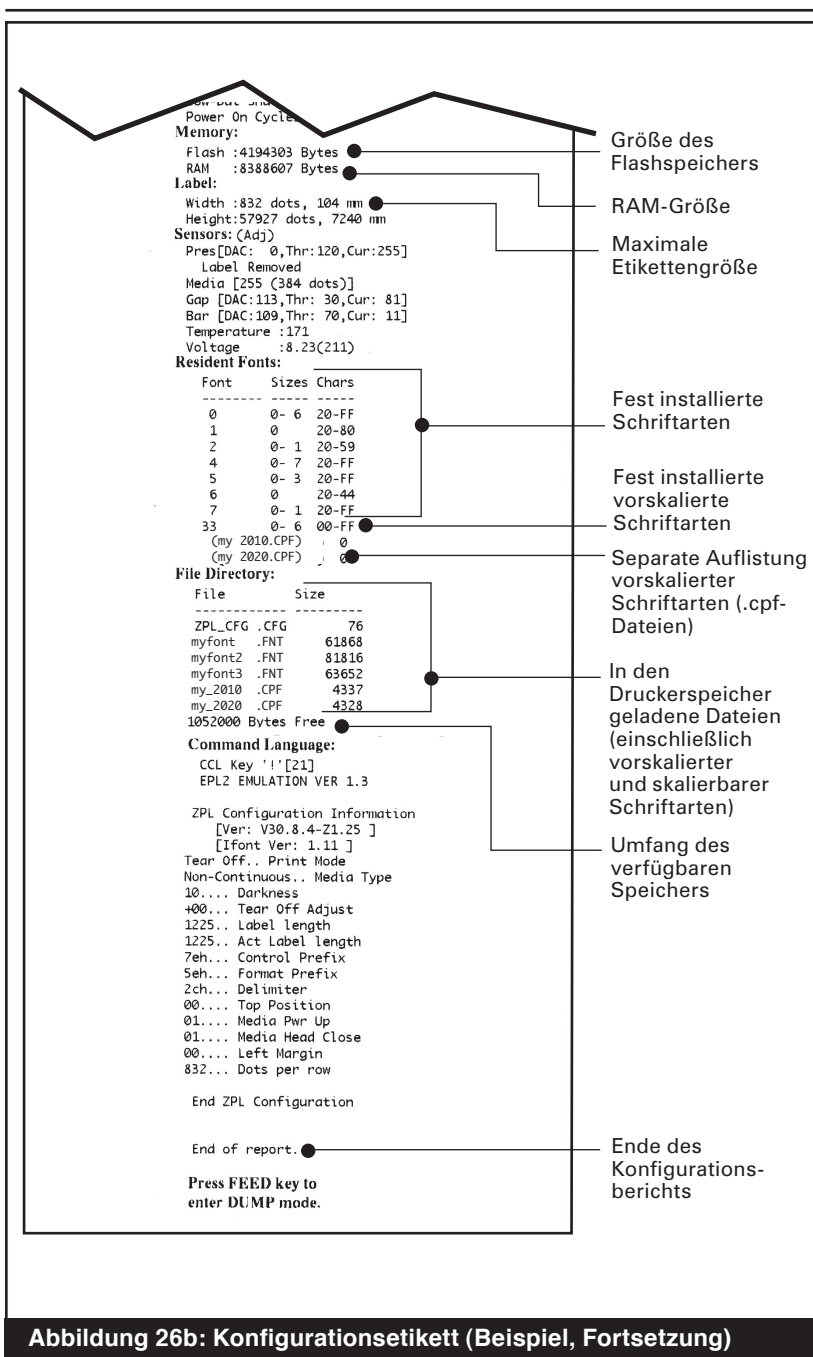 Power On Cycles
Memory:
Flash :4194303 Bytes
RAM :8388607 Bytes
Label:
Width :832 dots, 104 mm
Height:57927 dots, 7240 mm
Sensors: (Adj)
Pres[DAC: 0,Thr:120,Cur:255]
Label Removed
Media [255 (384 dots)]
Gap [DAC:113,Thr: 30,Cur: 81]
Bar [DAC:109,Thr: 70,Cur: 11]
Temperature :171
Voltage :8.23(211)
Resident Fonts:
Font Sizes Chars
-------- ----- -----
0 0- 6 20-FF
1 0 20-80
2 0- 1 20-59
4 0- 7 20-FF
5 0- 3 20-FF
6 0 20-44
7 0- 1 20-FF
33 0- 6 00-FF
(my 2010.CPF) 0
(my 2020.CPF) 0
File Directory:
File Size
------------ ---------
ZPL_CFG .CFG 76
myfont .FNT 61868
myfont2 .FNT 81816
myfont3 .FNT 63652
my_2010 .CPF 4337
my_2020 .CPF 4328
1052000 Bytes Free
Command Language:
CCL Key '!'[21]
EPL2 EMULATION VER 1.3
ZPL Configuration Information
[Ver: V30.8.4-Z1.25 ]
[Ifont Ver: 1.11 ]
Tear Off.. Print Mode
Non-Continuous.. Media Type
10.... Darkness
+00... Tear Off Adjust
1225.. Label length
1225.. Act Label length
7eh... Control Prefix
5eh... Format Prefix
2ch... Delimiter
00.... Top Position
01.... Media Pwr Up
01.... Media Head Close
00.... Left Margin
832... Dots per row
End ZPL Configuration
End of report.
Press FEED key to
enter DUMP mode.
Größe des
Flashspeichers
RAM-Größe
Maximale
Etikettengröße
Fest installierte
Schriftarten
Fest installierte
vorskalierte
Schriftarten
Separate Auflistung
vorskalierter
Schriftarten (.cpf-
Dateien)
In den
Druckerspeicher
geladene Dateien
(einschließlich
vorskalierter
und skalierbarer
Schriftarten)
Umfang des
verfügbaren
Speichers
Ende des
Konfigurations-
berichts
Abbildung 26b: Konfigurationsetikett (Beispiel, Fortsetzung)